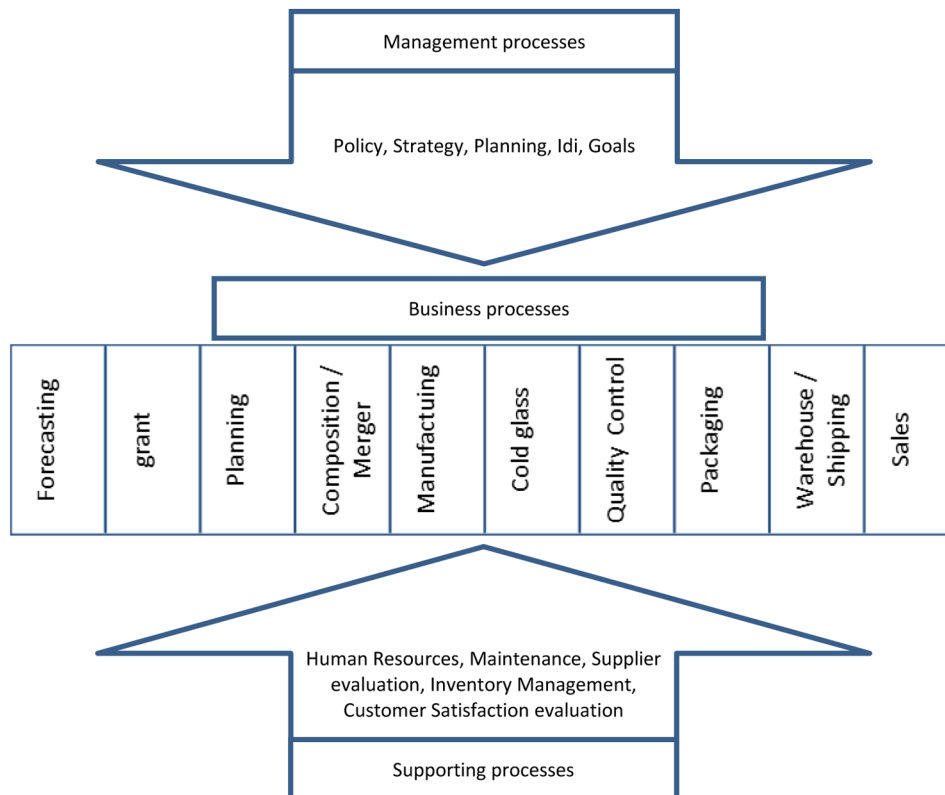 Management processes
Policy, Strategy, Planning, Idi, Goals
Business processes
Forecasting
grant
Planning
Composition /
Merger
Manufactuing
Cold glass
Quality Control
Packaging
Warehouse /
Shipping
Sales
Human Resources, Maintenance, Supplier
evaluation, Inventory Management,
Customer Satisfaction evaluation
Supporting processes